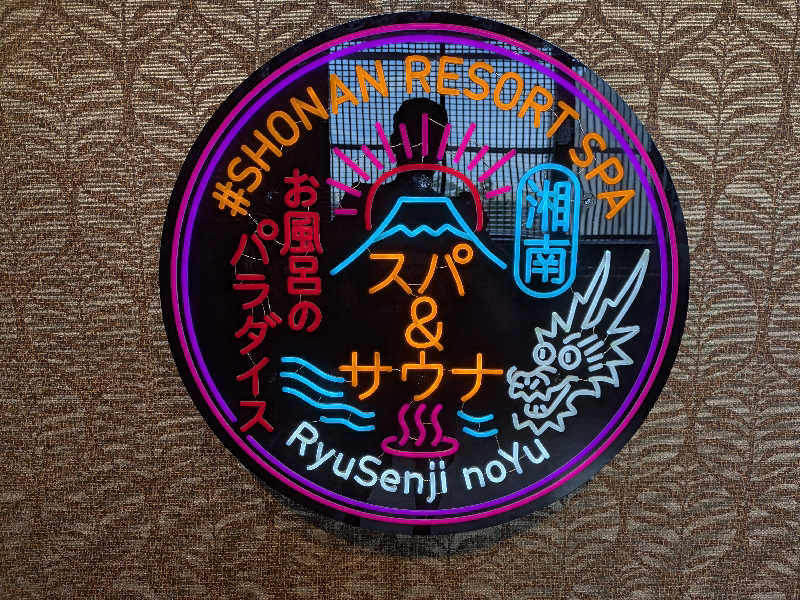 #SHONAN RESORT SPA
お風呂の
パラダイス
湘南
スパ
&
サウナ
RyuSenji noYu